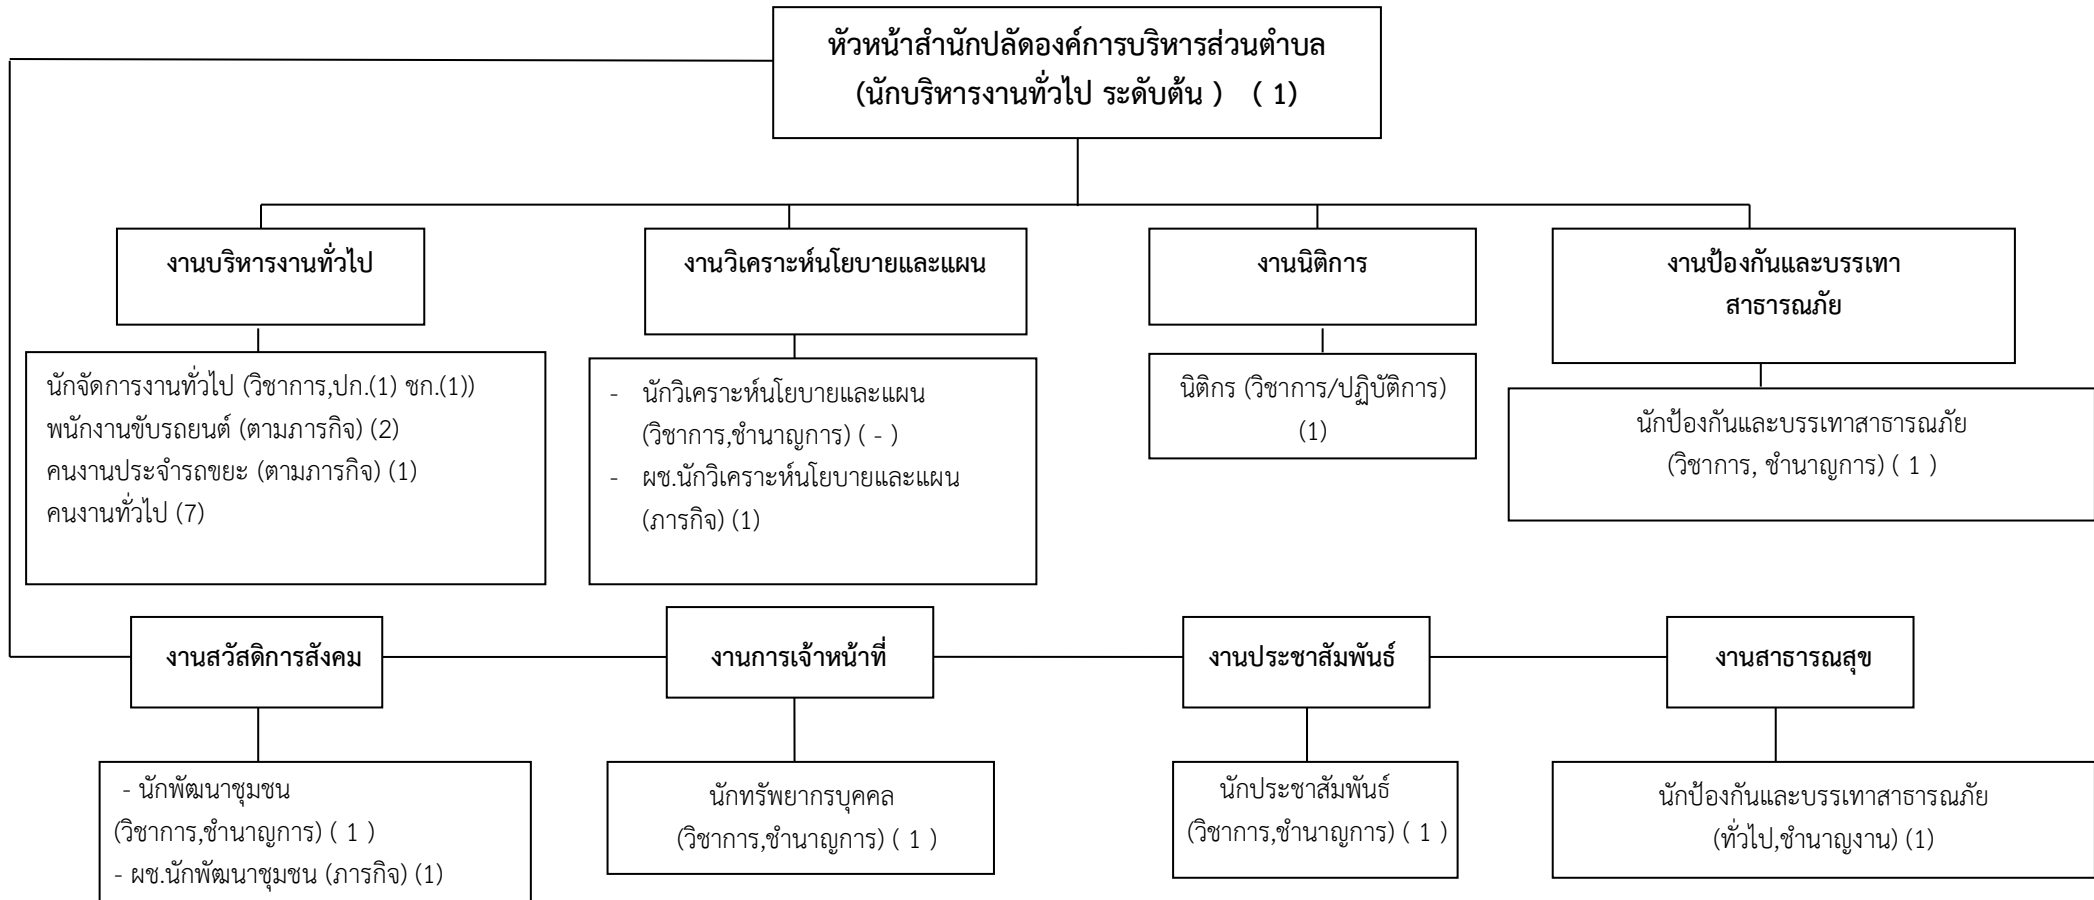 หัวหน้าสำนักปลัดองค์การบริหารส่วนตำบล
(นักบริหารงานทั่วไป ระดับต้น ) ( 1)
งานบริหารงานทั่วไป
งานวิเคราะห์นโยบายและแผน
งานนิติการ
งานป้องกันและบรรเทา
สาธารณภัย
นักจัดการงานทั่วไป (วิชาการ,ปก.(1) ชก.(1))
พนักงานขับรถยนต์ (ตามภารกิจ) (2)
คนงานประจำรถขยะ (ตามภารกิจ) (1)
คนงานทั่วไป (7)
- นักวิเคราะห์นโยบายและแผน
(วิชาการ,ชำนาญการ) ( - )
- ผช.นักวิเคราะห์นโยบายและแผน
(ภารกิจ) (1)
นิติกร (วิชาการ/ปฏิบัติการ)
(1)
นักป้องกันและบรรเทาสาธารณภัย
(วิชาการ, ชำนาญการ) ( 1 )
งานสวัสดิการสังคม
งานการเจ้าหน้าที่
งานประชาสัมพันธ์
งานสาธารณสุข
- นักพัฒนาชุมชน
(วิชาการ,ชำนาญการ) ( 1 )
- ผช.นักพัฒนาชุมชน (ภารกิจ) (1)
นักทรัพยากรบุคคล
(วิชาการ,ชำนาญการ) ( 1 )
นักประชาสัมพันธ์
(วิชาการ,ชำนาญการ) ( 1 )
นักป้องกันและบรรเทาสาธารณภัย
(ทั่วไป,ชำนาญงาน) (1)